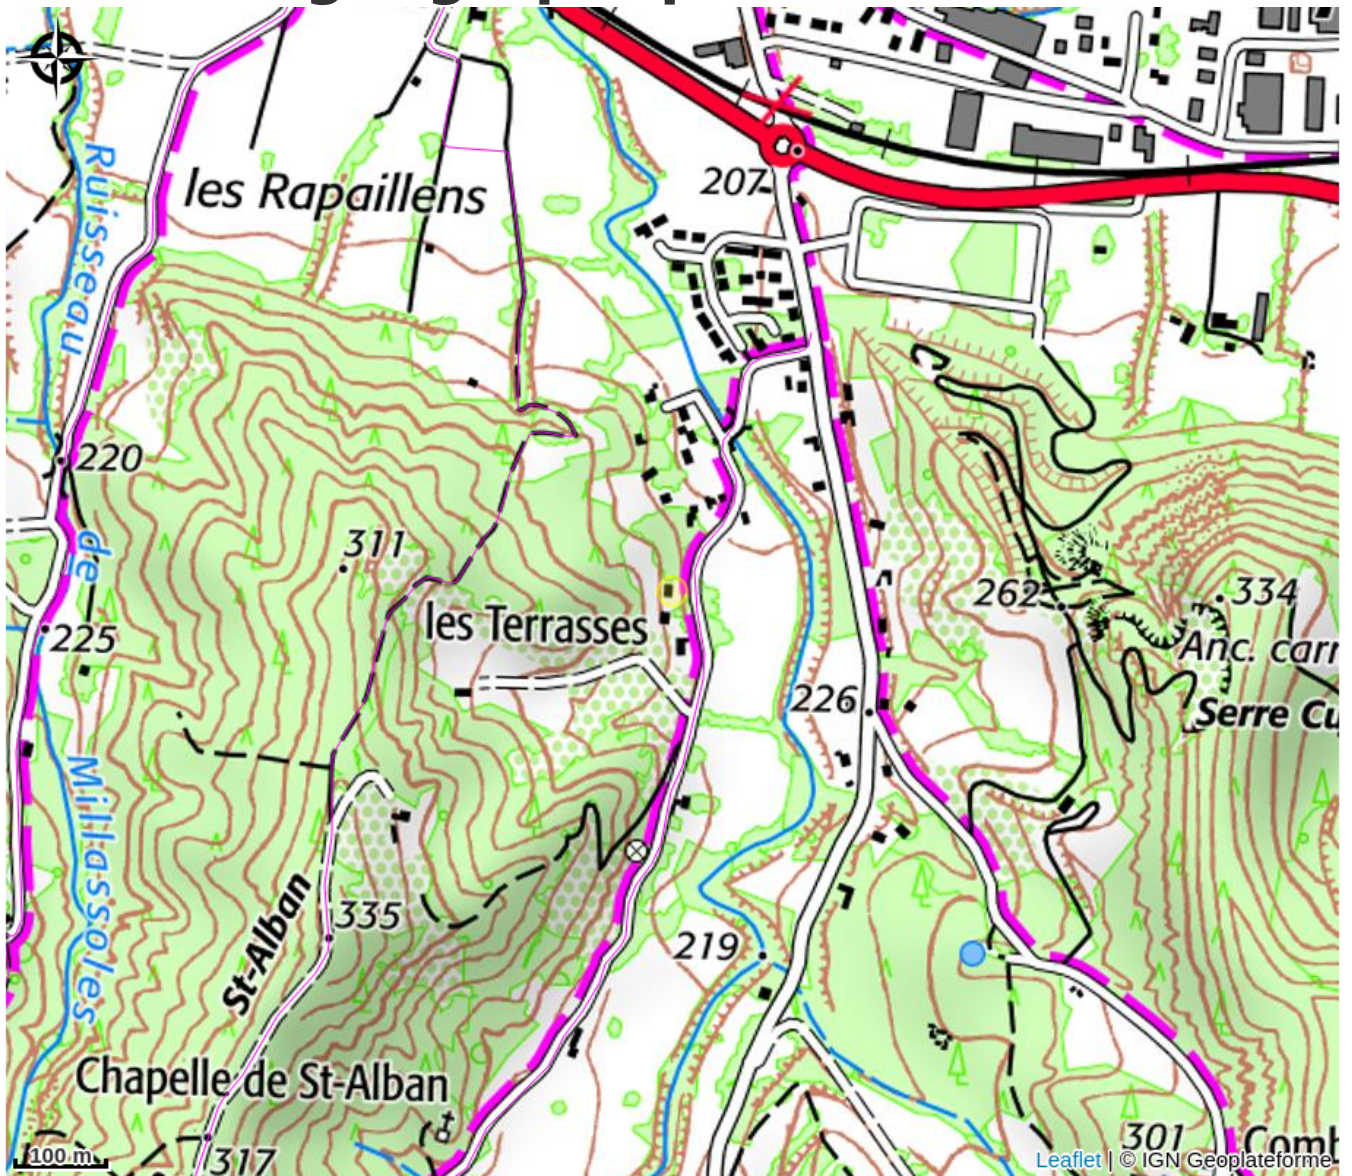 les Rapaillens
207
Ruisseau
220
311
de
262
334
les Terrasses
225
Anc. carr
226
Serre Cu
Millassoles
335
St-Alban
219
Chapelle de St-Alban
301
Comb
317
100 m
Leaflet | © IGN Geoplateforme